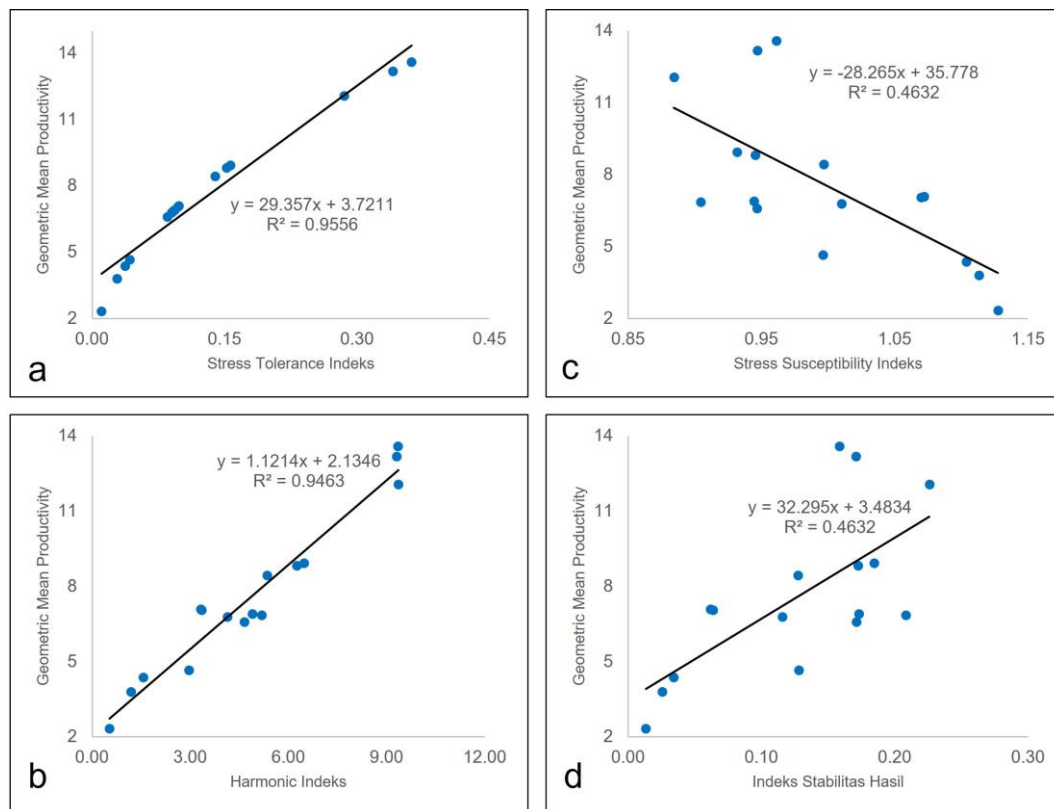 14
11
8
5
2
Geometric Mean Productivity
y = 29.357x + 3.7211
R² = 0.9556
0.00
0.15
0.30
0.45
Stress Tolerance Indeks
a
14
11
8
5
2
Geometric Mean Productivity
y = -28.265x + 35.778
R² = 0.4632
0.85
0.95
1.05
1.15
Stress Susceptibility Indeks
c
14
11
8
5
2
Geometric Mean Productivity
y = 1.1214x + 2.1346
R² = 0.9463
0.00
3.00
6.00
9.00
12.00
Harmonic Indeks
b
14
11
8
5
2
Geometric Mean Productivity
y = 32.295x + 3.4834
R² = 0.4632
0.00
0.10
0.20
0.30
Indeks Stabilitas Hasil
d